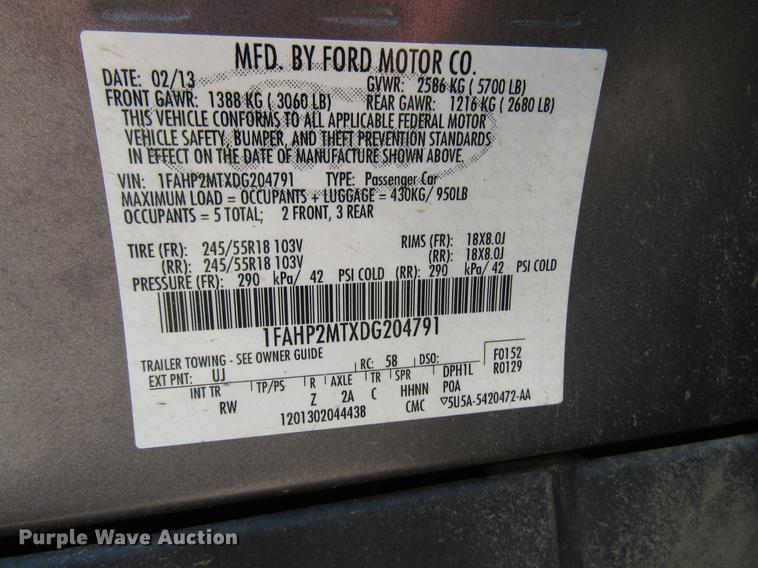 MFD. BY FORD MOTOR CO.
DATE: 02/13 GVWR: 2586 KG ( 5700 LB)
FRONT GAWR: 1388 KG ( 3060 LB) REAR GAWR: 1216 KG ( 2680 LB)
THIS VEHICLE CONFORMS TO ALL APPLICABLE FEDERAL MOTOR
VEHICLE SAFETY, BUMPER, AND THEFT PREVENTION STANDARDS
IN EFFECT ON THE DATE OF MANUFACTURE SHOWN ABOVE.
VIN: 1FAHP2MTXDG204791 TYPE: Passenger Car
MAXIMUM LOAD = OCCUPANTS + LUGGAGE = 430KG/ 950LB
OCCUPANTS = 5 TOTAL; 2 FRONT, 3 REAR
TIRE (FR): 245/55R18 103V RIMS (FR): 18X8.0J
(RR): 245/55R18 103V (RR): 18X8.0J
PRESSURE (FR): 290 kPa/ 42 PSI COLD (RR): 290 kPa/ 42 PSI COLD
1FAHP2MTXDG204791
TRAILER TOWING - SEE OWNER GUIDE
EXT PNT: UJ RC: 58 DSO: F0152
R0129
INT TR TP/PS R AXLE TR SPR DPH1L
RW Z 2A C HHNN POA
1201302044438 CMC ▽5U5A-5420472-AA
Purple Wave Auction